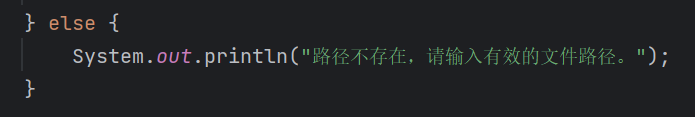 } else {
System.out.println("路径不存在，请输入有效的文件路径。");
}